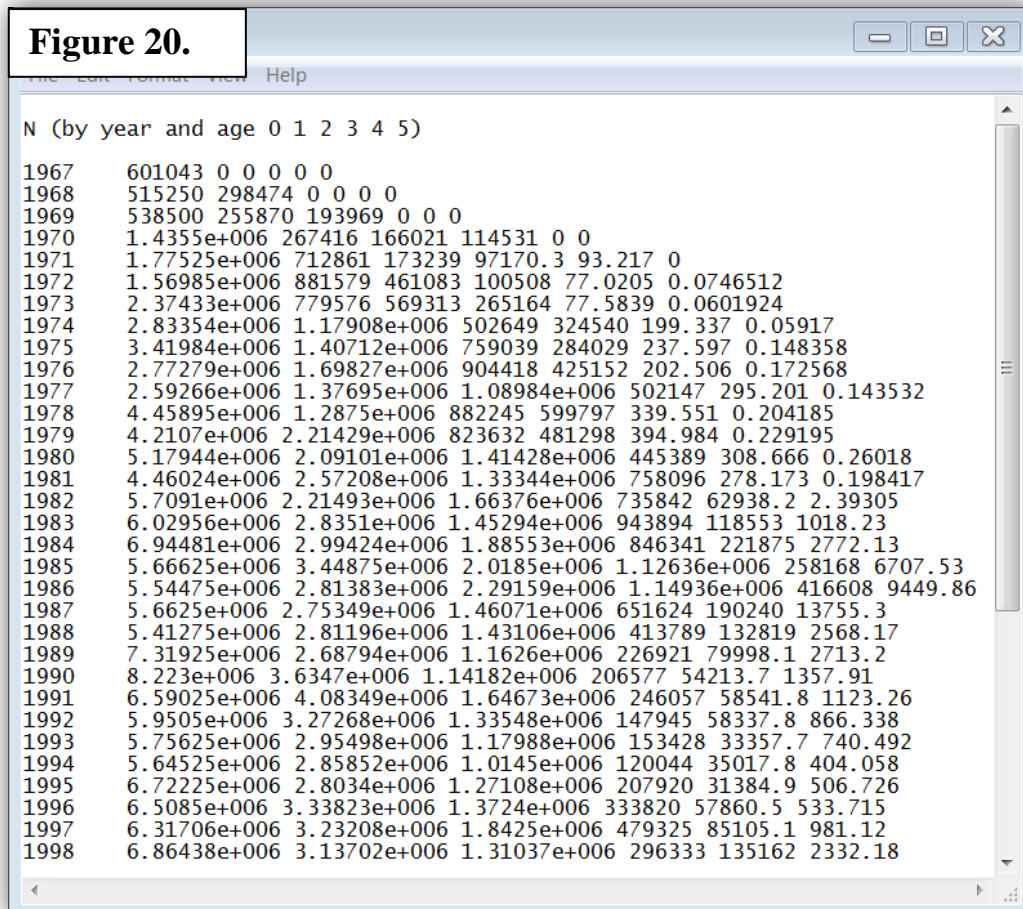 Figure 20.
File Edit Format View Help
N (by year and age 0 1 2 3 4 5)
1967 601043 0 0 0 0 0
1968 515250 298474 0 0 0 0
1969 538500 255870 193969 0 0 0
1970 1.4355e+006 267416 166021 114531 0 0
1971 1.77525e+006 712861 173239 97170.3 93.217 0
1972 1.56985e+006 881579 461083 100508 77.0205 0.0746512
1973 2.37433e+006 779576 569313 265164 77.5839 0.0601924
1974 2.83354e+006 1.17908e+006 502649 324540 199.337 0.05917
1975 3.41984e+006 1.40712e+006 759039 284029 237.597 0.148358
1976 2.77279e+006 1.69827e+006 904418 425152 202.506 0.172568
1977 2.59266e+006 1.37695e+006 1.08984e+006 502147 295.201 0.143532
1978 4.45895e+006 1.2875e+006 882245 599797 339.551 0.204185
1979 4.2107e+006 2.21429e+006 823632 481298 394.984 0.229195
1980 5.17944e+006 2.09101e+006 1.41428e+006 445389 308.666 0.26018
1981 4.46024e+006 2.57208e+006 1.33344e+006 758096 278.173 0.198417
1982 5.7091e+006 2.21493e+006 1.66376e+006 735842 62938.2 2.39305
1983 6.02956e+006 2.8351e+006 1.45294e+006 943894 118553 1018.23
1984 6.94481e+006 2.99424e+006 1.88553e+006 846341 221875 2772.13
1985 5.66625e+006 3.44875e+006 2.0185e+006 1.12636e+006 258168 6707.53
1986 5.54475e+006 2.81383e+006 2.29159e+006 1.14936e+006 416608 9449.86
1987 5.6625e+006 2.75349e+006 1.46071e+006 651624 190240 13755.3
1988 5.41275e+006 2.81196e+006 1.43106e+006 413789 132819 2568.17
1989 7.31925e+006 2.68794e+006 1.1626e+006 226921 79998.1 2713.2
1990 8.223e+006 3.6347e+006 1.14182e+006 206577 54213.7 1357.91
1991 6.59025e+006 4.08349e+006 1.64673e+006 246057 58541.8 1123.26
1992 5.9505e+006 3.27268e+006 1.33548e+006 147945 58337.8 866.338
1993 5.75625e+006 2.95498e+006 1.17988e+006 153428 33357.7 740.492
1994 5.64525e+006 2.85852e+006 1.0145e+006 120044 35017.8 404.058
1995 6.72225e+006 2.8034e+006 1.27108e+006 207920 31384.9 506.726
1996 6.5085e+006 3.33823e+006 1.3724e+006 333820 57860.5 533.715
1997 6.31706e+006 3.23208e+006 1.8425e+006 479325 85105.1 981.12
1998 6.86438e+006 3.13702e+006 1.31037e+006 296333 135162 2332.18